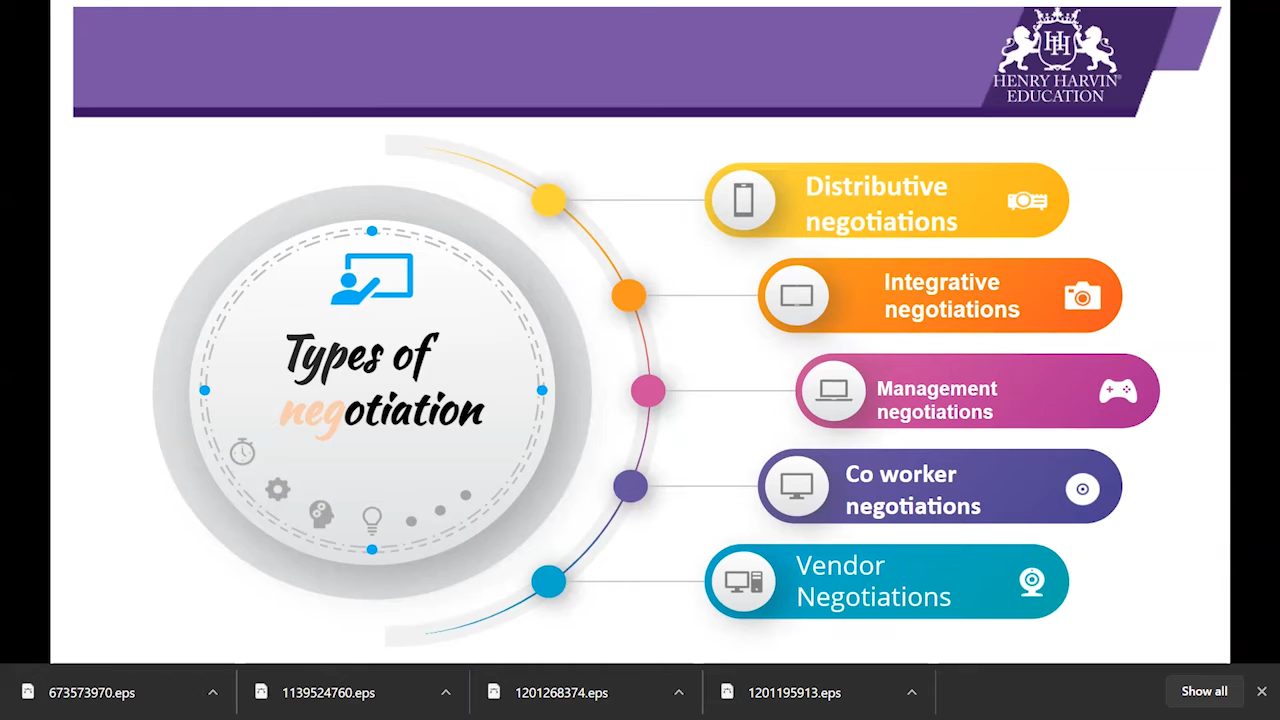 HENRY HARVIN®
EDUCATION
Types of
negotiation
Distributive
negotiations
Integrative
negotiations
Management
negotiations
Co worker
negotiations
Vendor
Negotiations
673573970.eps
1139524760.eps
1201268374.eps
1201195913.eps
Show all